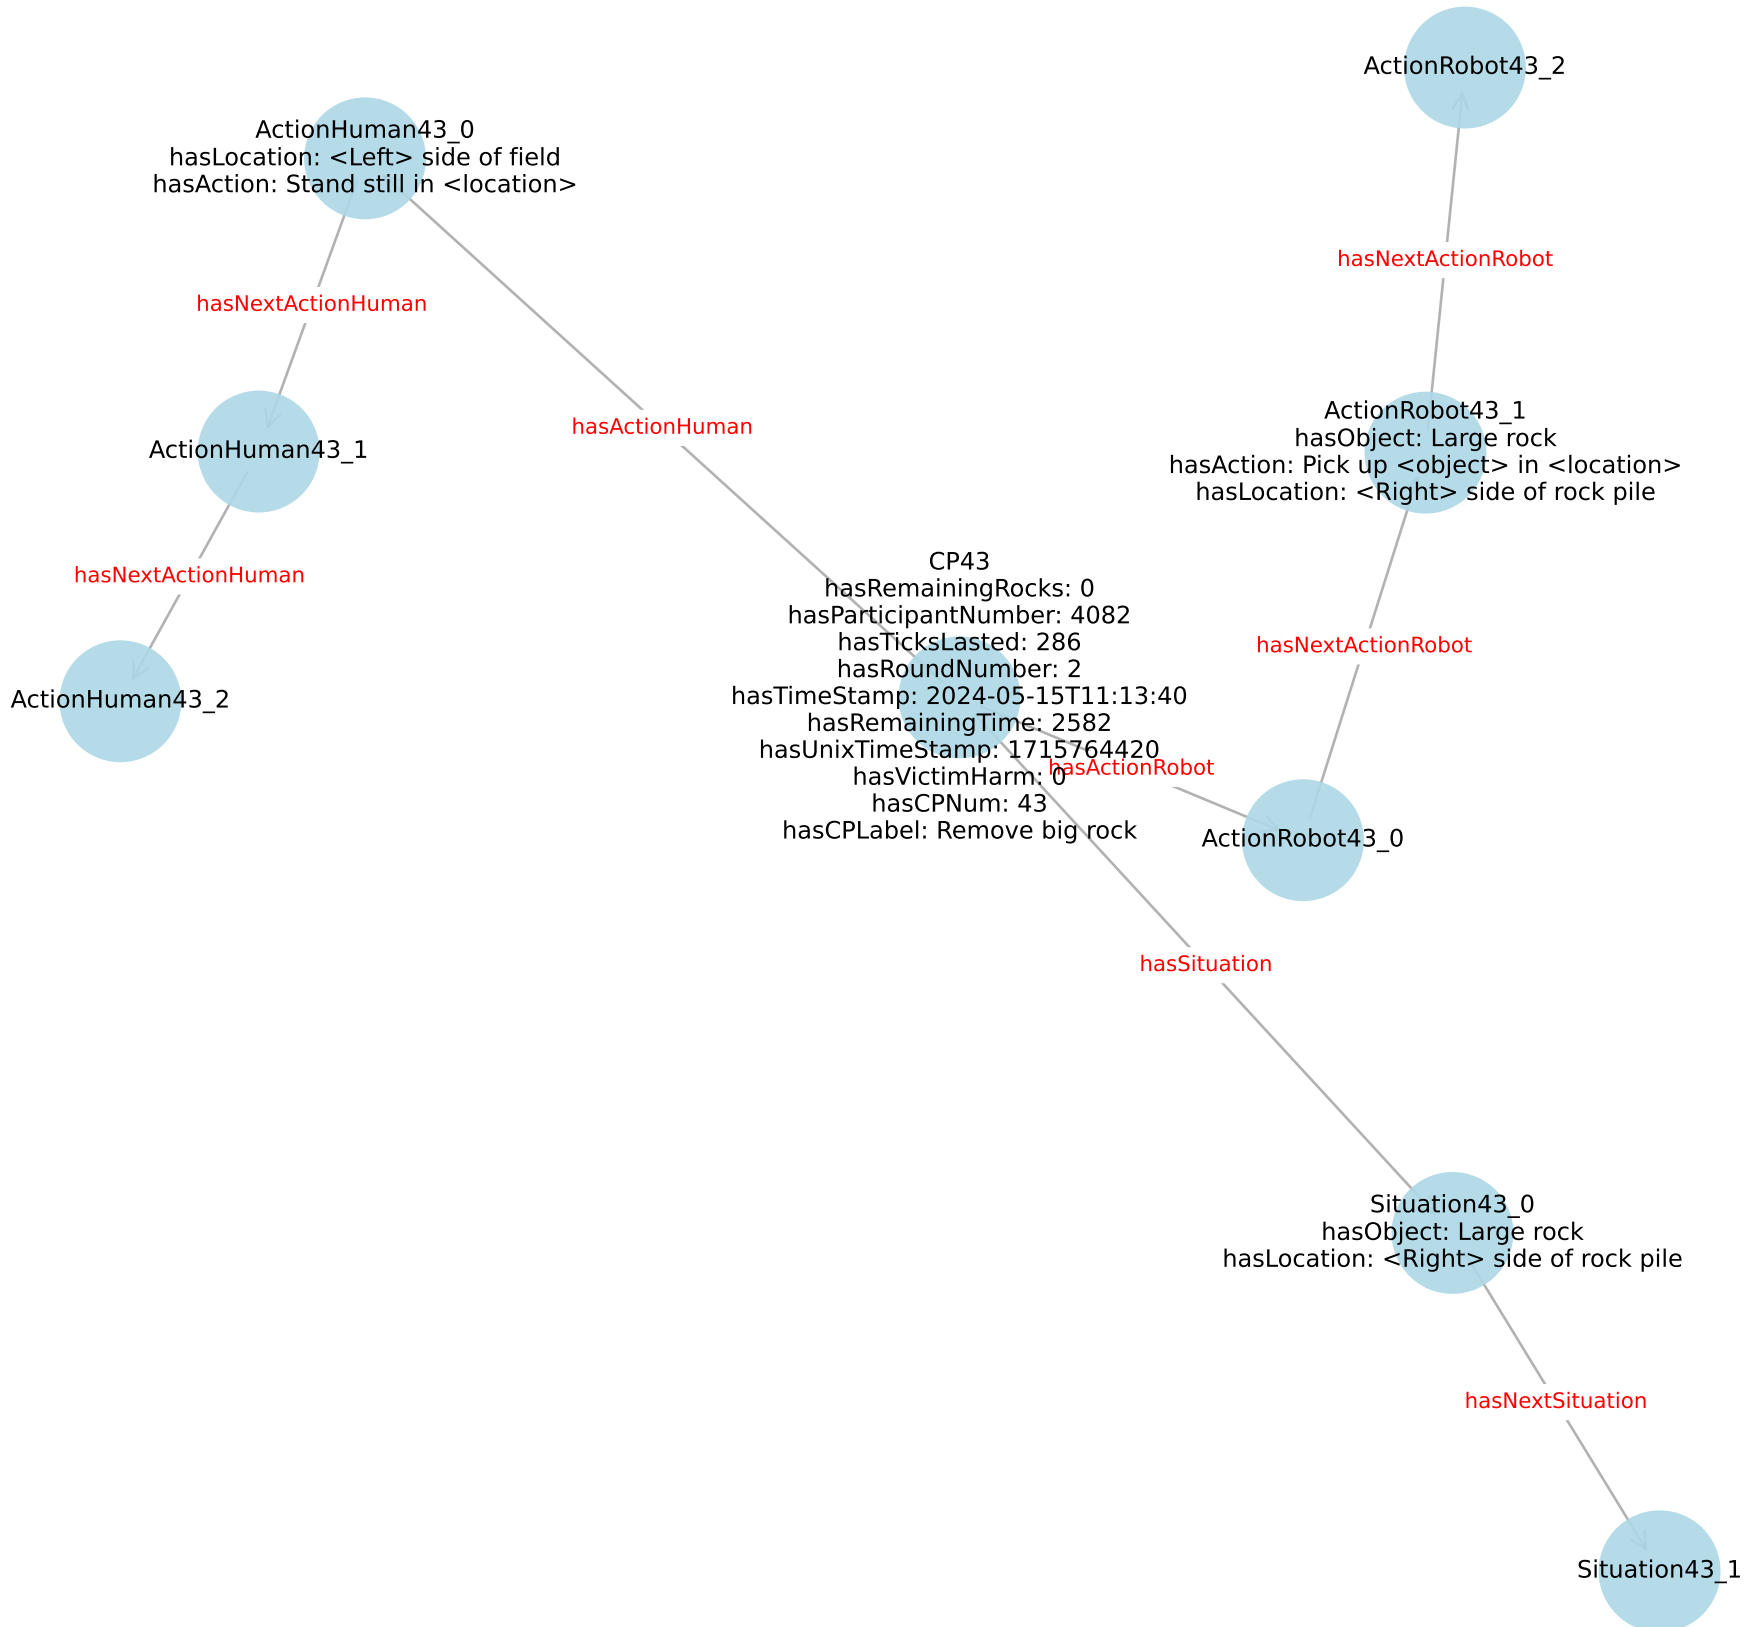 ActionRobot43_2
ActionHuman43_0
hasLocation: <Left> side of field
hasAction: Stand still in <location>
hasNextActionRobot
hasNextActionHuman
hasActionHuman
ActionRobot43_1
hasObject: Large rock
hasAction: Pick up <object> in <location>
hasLocation: <Right> side of rock pile
ActionHuman43_1
hasNextActionHuman
hasNextActionRobot
ActionHuman43_2
CP43
hasRemainingRocks: 0
hasParticipantNumber: 4082
hasTicksLasted: 286
hasRoundNumber: 2
hasTimeStamp: 2024-05-15T11:13:40
hasRemainingTime: 2582
hasUnixTimeStamp: 1715764420
hasVictimHarm: 0
hasCPNum: 43
hasCPLabel: Remove big rock
hasActionRobot
ActionRobot43_0
hasSituation
Situation43_0
hasObject: Large rock
hasLocation: <Right> side of rock pile
hasNextSituation
Situation43_1